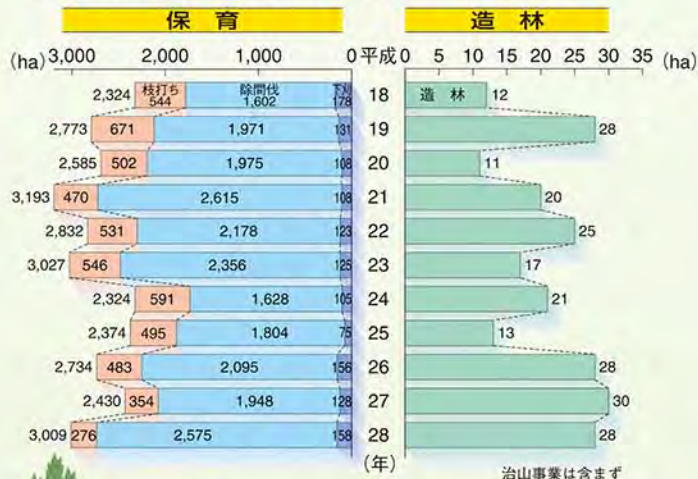 保育 造林
(ha) 3,000 2,000 1,000 0 平成 0 5 10 15 20 25 30 35 (ha)
枝打ち 除間伐 下刈
2,324 544 1,602 178 18 造林 12
2,773 671 1,971 131 19 28
2,585 502 1,975 108 20 11
3,193 470 2,615 108 21 20
2,832 531 2,178 123 22 25
3,027 546 2,356 125 23 17
2,324 591 1,628 105 24 21
2,374 495 1,804 75 25 13
2,734 483 2,095 156 26 28
2,430 354 1,948 128 27 30
3,009 276 2,575 158 28 28
(年)
治山事業は含まず